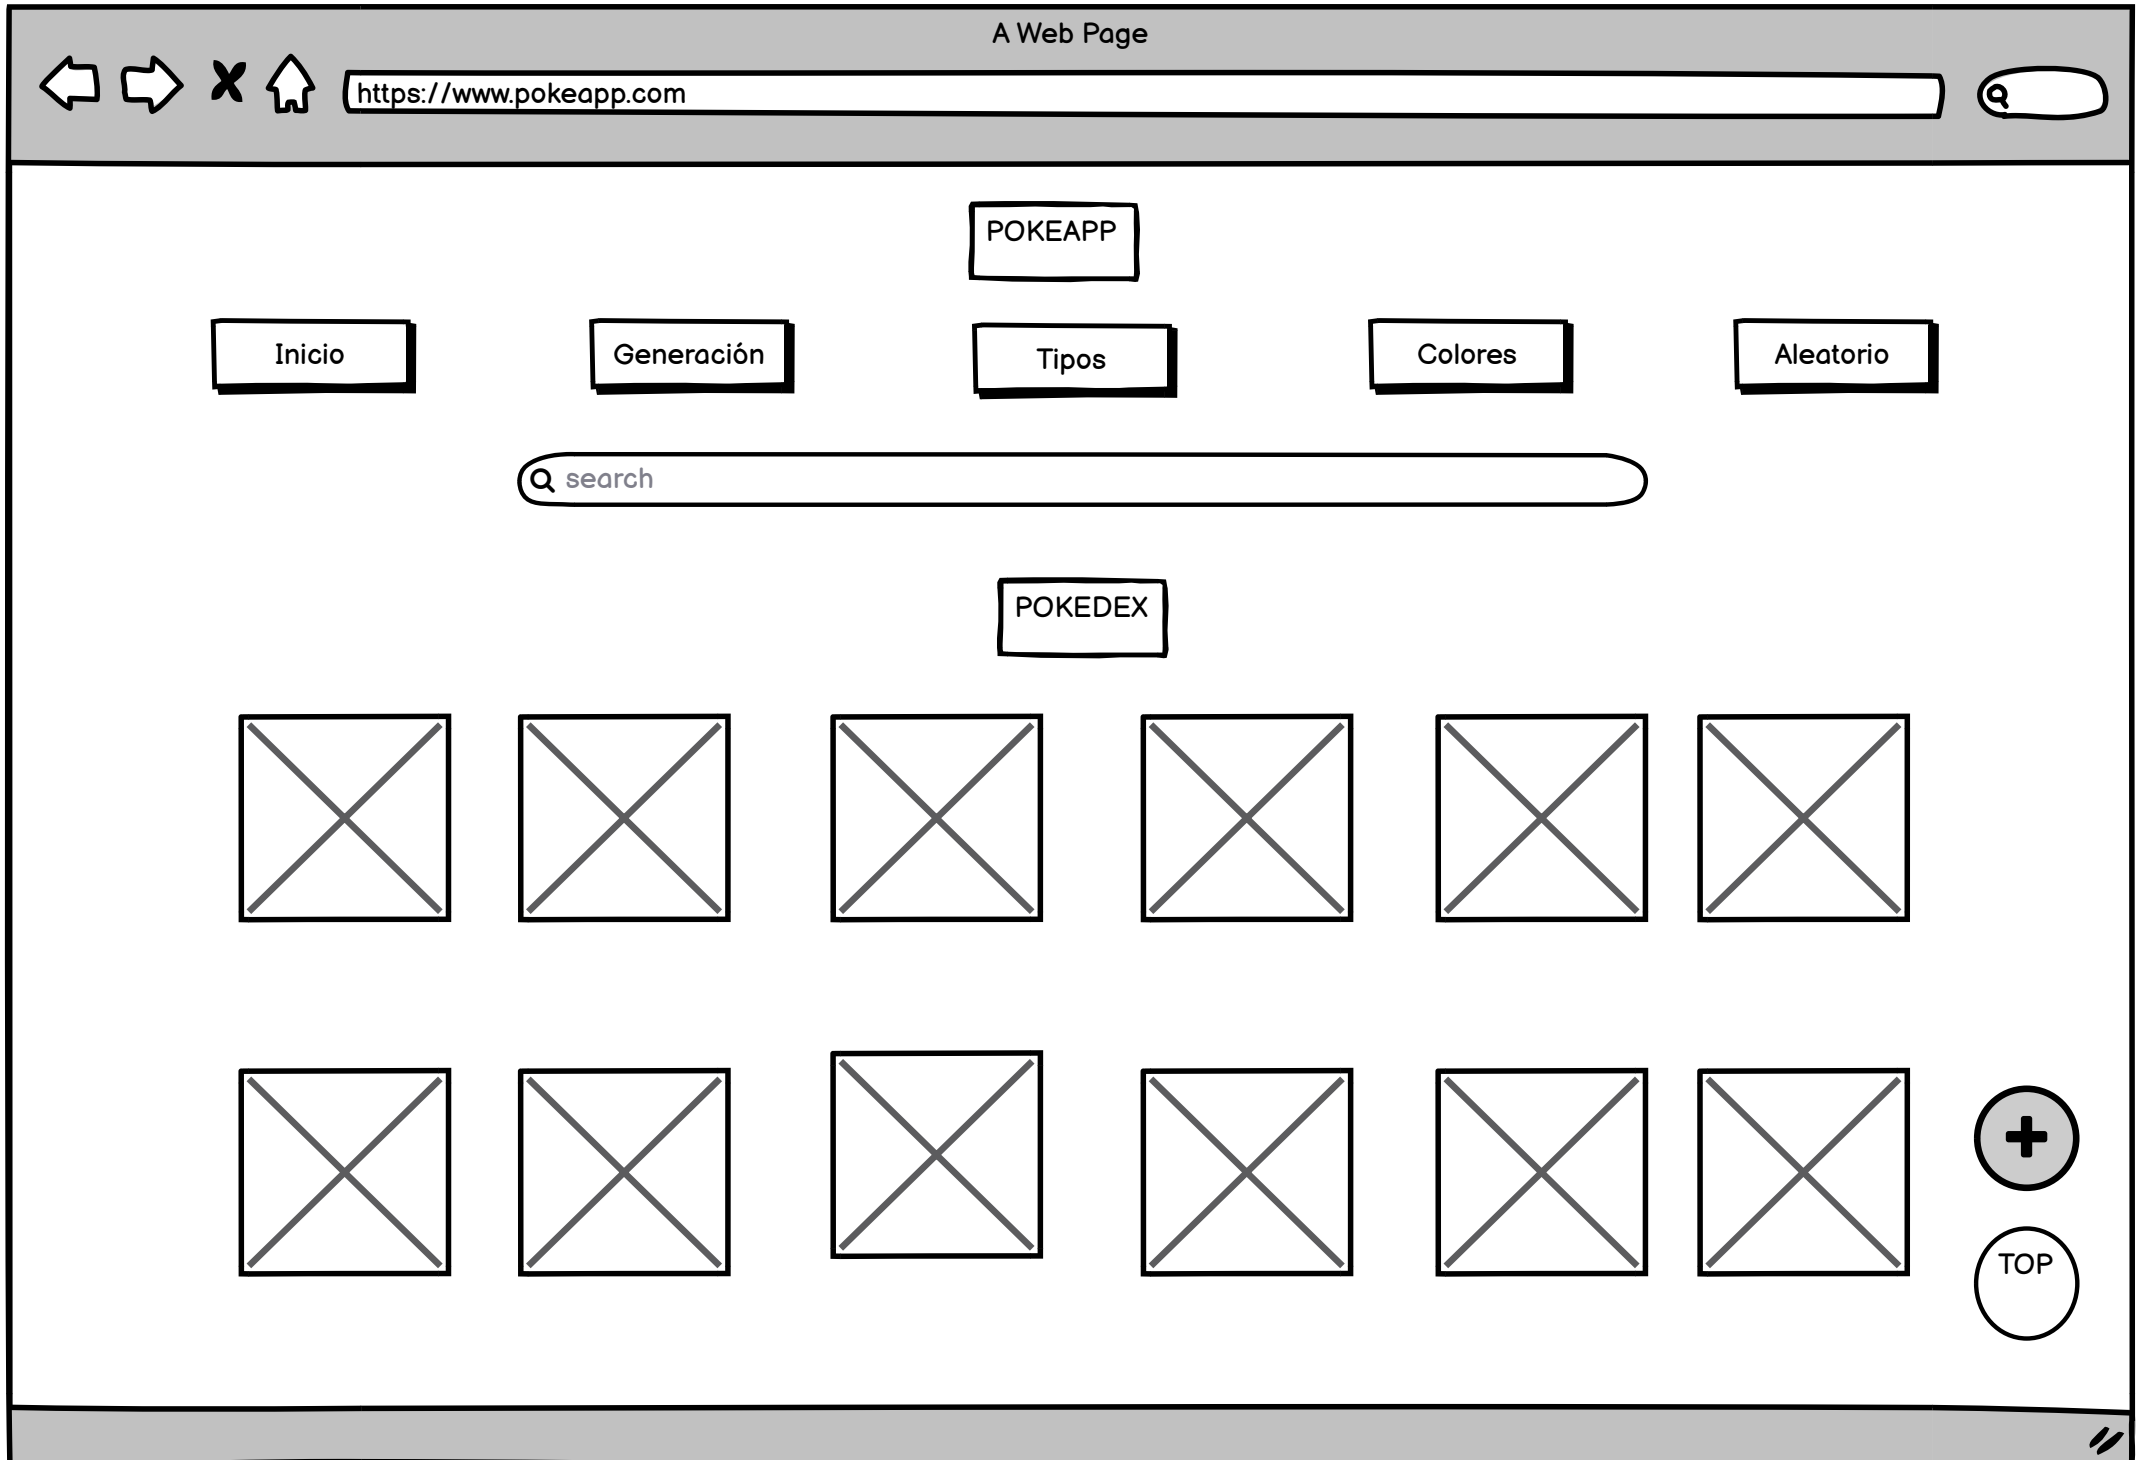 A Web Page
https://www.pokeapp.com
POKEAPP
Inicio
Generación
Tipos
Colores
Aleatorio
search
POKEDEX
TOP